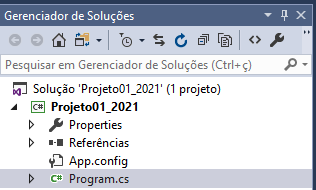 Gerenciador de Soluções
Pesquisar em Gerenciador de Soluções (Ctrl+ç)
Solução 'Projeto01_2021' (1 projeto)
C# Projeto01_2021
Properties
Referências
App.config
C# Program.cs